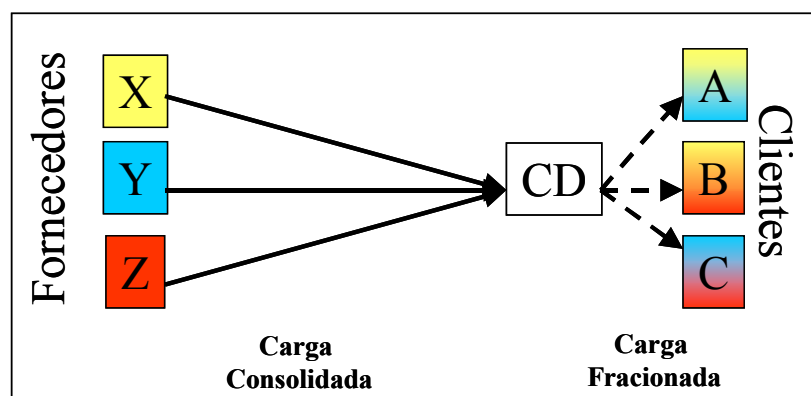 Fornecedores
X
Y
Z
CD
A
B
C
Clientes
Carga
Consolidada
Carga
Fracionada